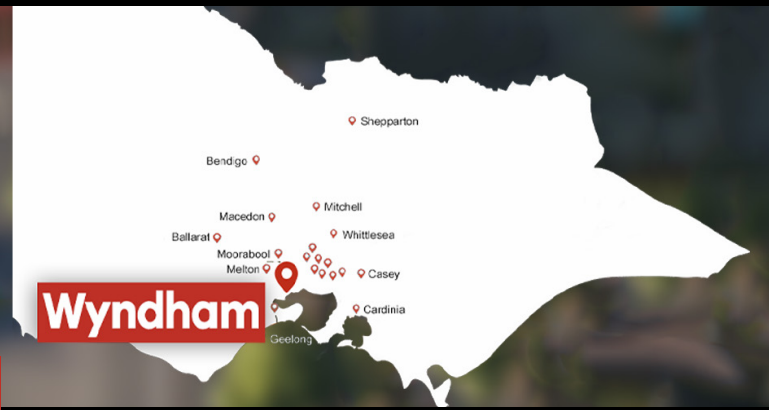 Shepparton
Bendigo
Mitchell
Macedon
Whittlesea
Ballarat
Moorabool
Melton
Casey
Wyndham
Cardinia
Geelong